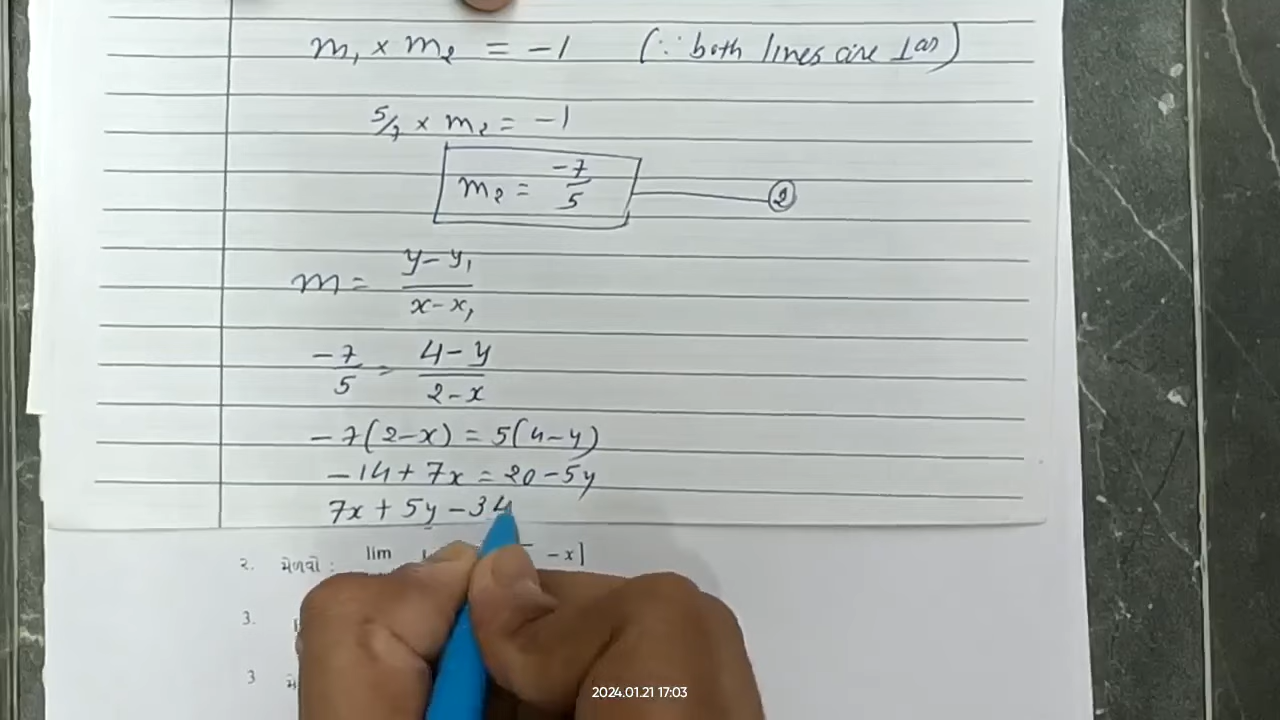 m₁ × m₂ = -1 (∵ both lines are ⊥ar)
5/7 × m₂ = -1
m₂ = -7/5 ②
m = y - y₁ / x - x₁
-7/5 = 4 - y / 2 - x
-7(2-x) = 5(4-y)
-14 + 7x = 20 - 5y
7x + 5y - 34
૨. મેળવો : lim - x]
3.
3
2024.01.21 17:03